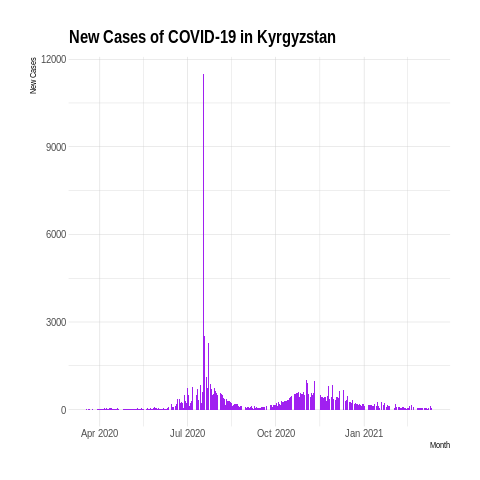 New Cases of COVID-19 in Kyrgyzstan
New Cases
12000
9000
6000
3000
0
Apr 2020 Jul 2020 Oct 2020 Jan 2021
Month